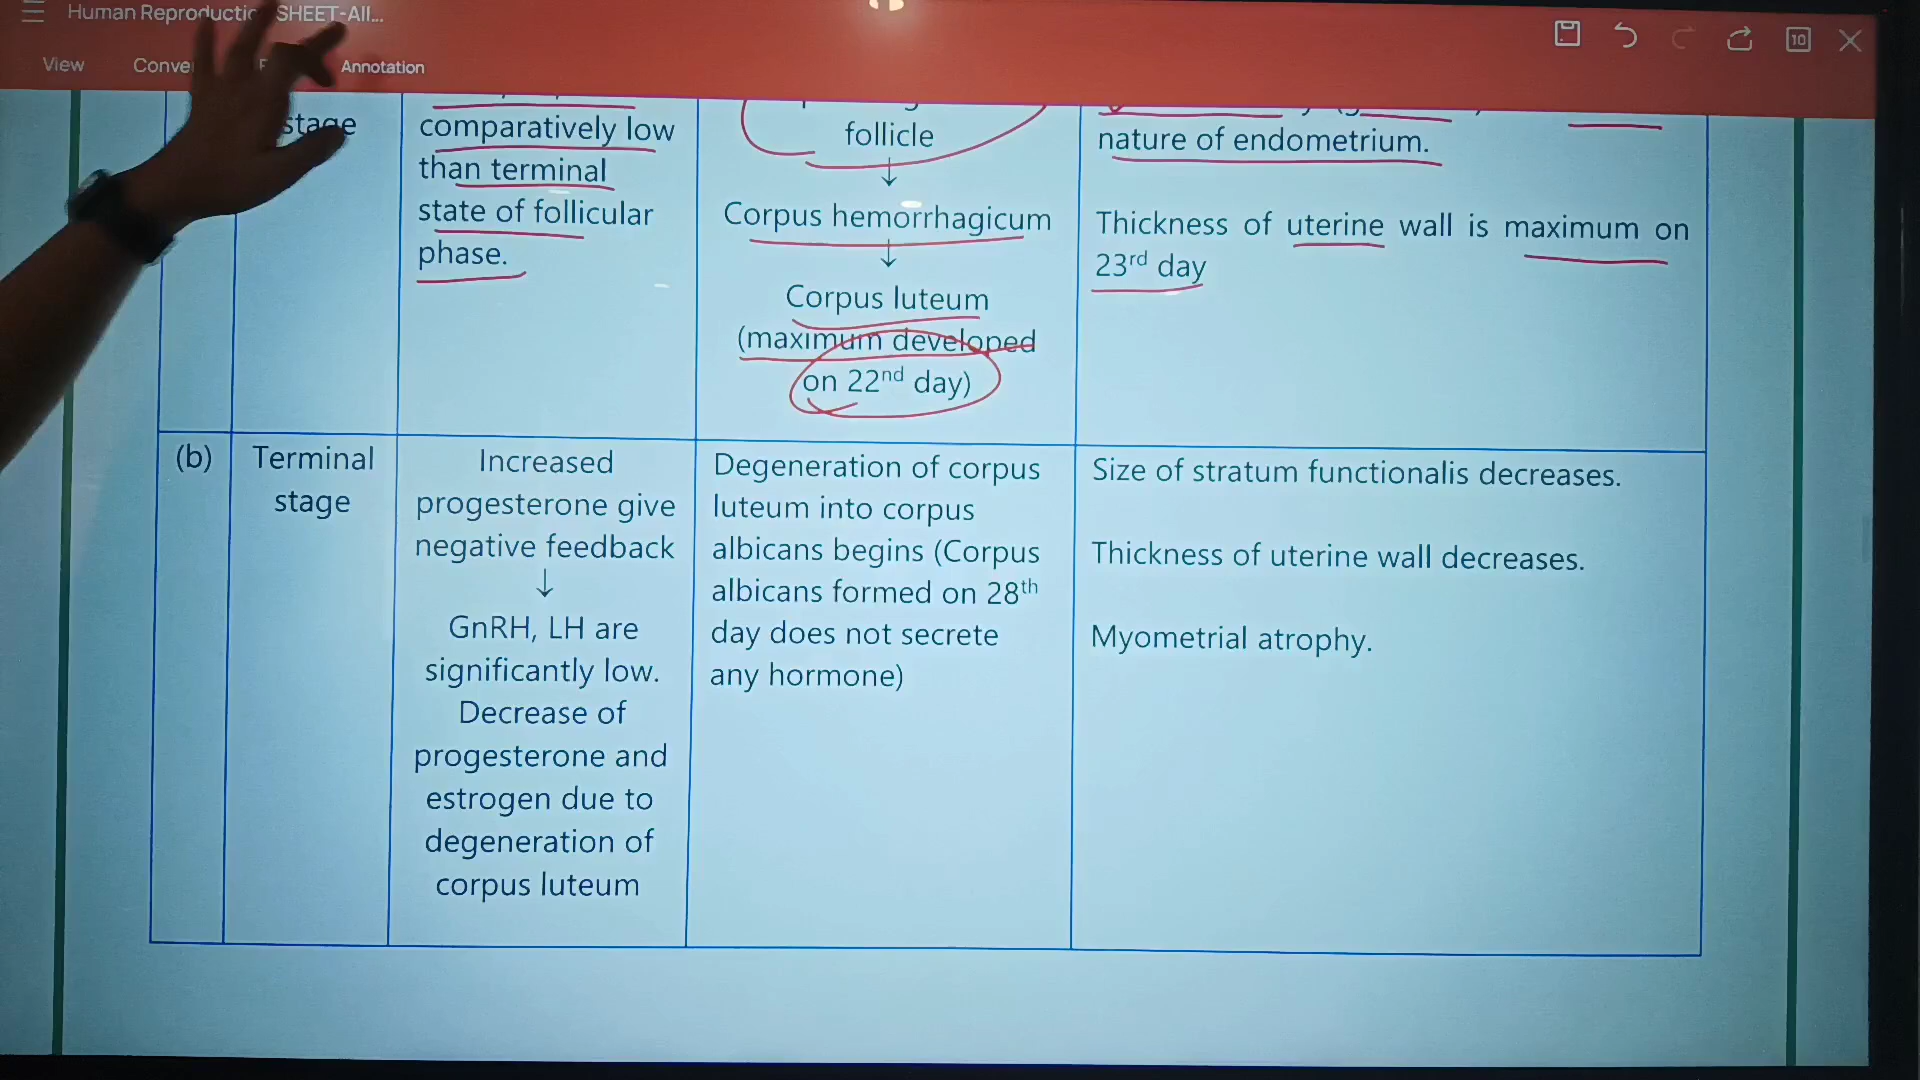 Human Reproductio SHEET-All...
View Conve Annotation
10
stage
comparatively low
than terminal
state of follicular
phase.
follicle
↓
Corpus hemorrhagicum
↓
Corpus luteum
(maximum developed
on 22nd day)
nature of endometrium.
Thickness of uterine wall is maximum on
23rd day
(b)
Terminal
stage
Increased
progesterone give
negative feedback
↓
GnRH, LH are
significantly low.
Decrease of
progesterone and
estrogen due to
degeneration of
corpus luteum
Degeneration of corpus
luteum into corpus
albicans begins (Corpus
albicans formed on 28th
day does not secrete
any hormone)
Size of stratum functionalis decreases.
Thickness of uterine wall decreases.
Myometrial atrophy.